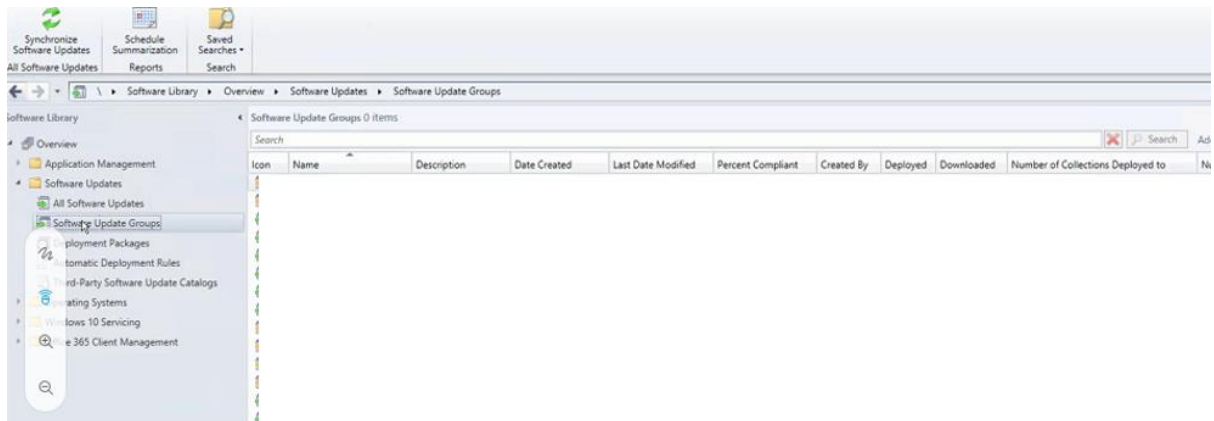 Synchronize Software Updates
Schedule Summarization
Saved Searches
All Software Updates
Reports
Search
\ Software Library Overview Software Updates Software Update Groups
Software Library
Software Update Groups 0 items
Overview
Search
Search
Icon Name Description Date Created Last Date Modified Percent Compliant Created By Deployed Downloaded Number of Collections Deployed to
Application Management
Software Updates
All Software Updates
Software Update Groups
ployment Packages
tomatic Deployment Rules
rd-Party Software Update Catalogs
rating Systems
lows 10 Servicing
e 365 Client Management